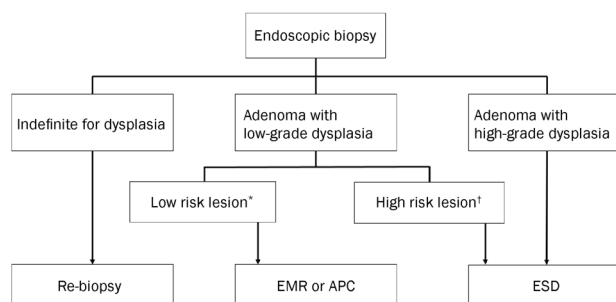 Endoscopic biopsy
Indefinite for dysplasia
Adenoma with
low-grade dysplasia
Adenoma with
high-grade dysplasia
Low risk lesion*
High risk lesion†
Re-biopsy
EMR or APC
ESD